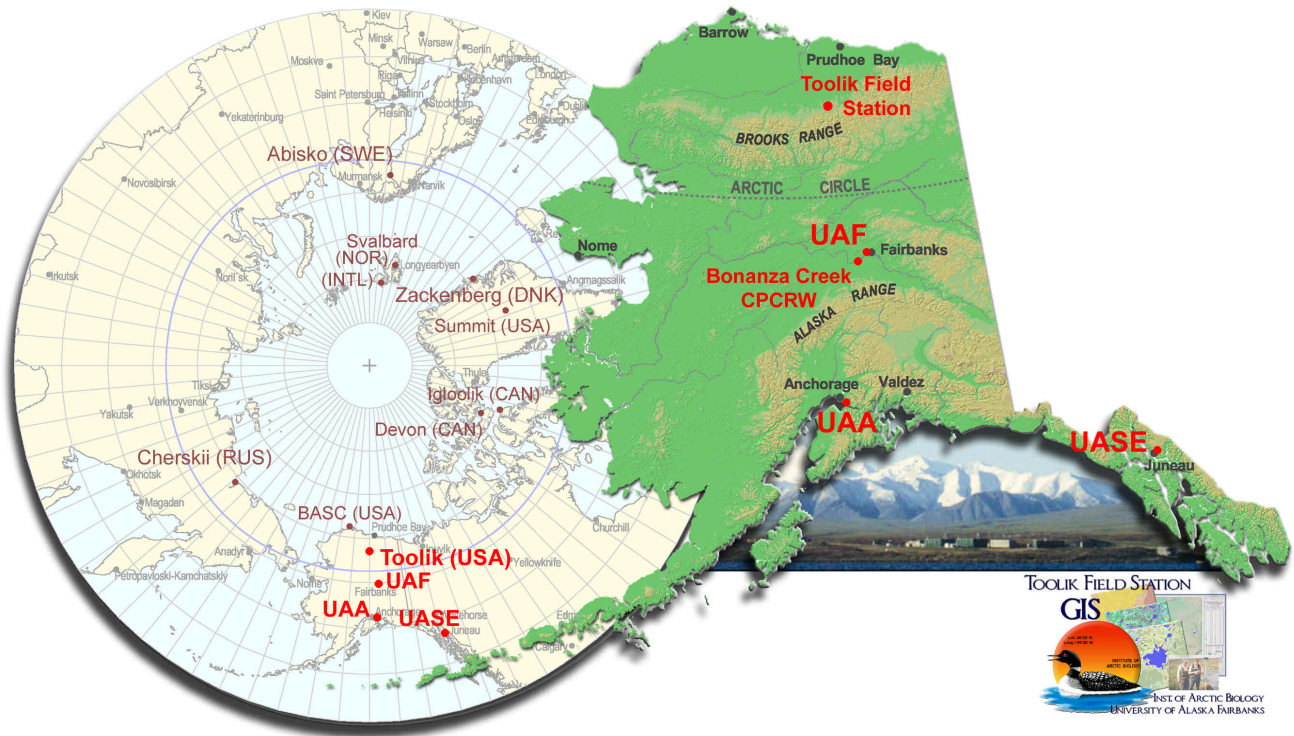 Kiev
Minsk
Warsaw
Berlin
Moskva
Vilnius
Amsterdam
Riga
London
København
Saint Petersburg
Tallin
Stockholm
Dublin
Yekaterinburg
Helsinki
Oslo
Edinburgh
Abisko (SWE)
Murmansk
Narvik
Novosibirsk
Svalbard
(NOR)
Longyearbyen
(INTL)
Irkutsk
Noril'sk
Angmagssalik
Zackenberg (DNK)
Summit (USA)
Thule
Tiksi
Verkhoyvensk
Yakutsk
Igloolik (CAN)
Devon (CAN)
Cherskii (RUS)
Okhotsk
Magadan
BASC (USA)
Prudhoe Bay
Churchill
Anadyr
Toolik (USA)
Yellowknife
Petropavloski-Kamchatskiy
Nome
UAF
Fairbanks
UAA
Anchorage
UASE
Juneau
Calgary
Barrow
Prudhoe Bay
Toolik Field
Station
BROOKS RANGE
ARCTIC CIRCLE
UAF
Nome
Fairbanks
Bonanza Creek
CPCRW
ALASKA RANGE
Anchorage
Valdez
UAA
UASE
Juneau
TOOLIK FIELD STATION
GIS
INSTITUTE OF
ARCTIC BIOLOGY
INST. OF ARCTIC BIOLOGY
UNIVERSITY OF ALASKA FAIRBANKS